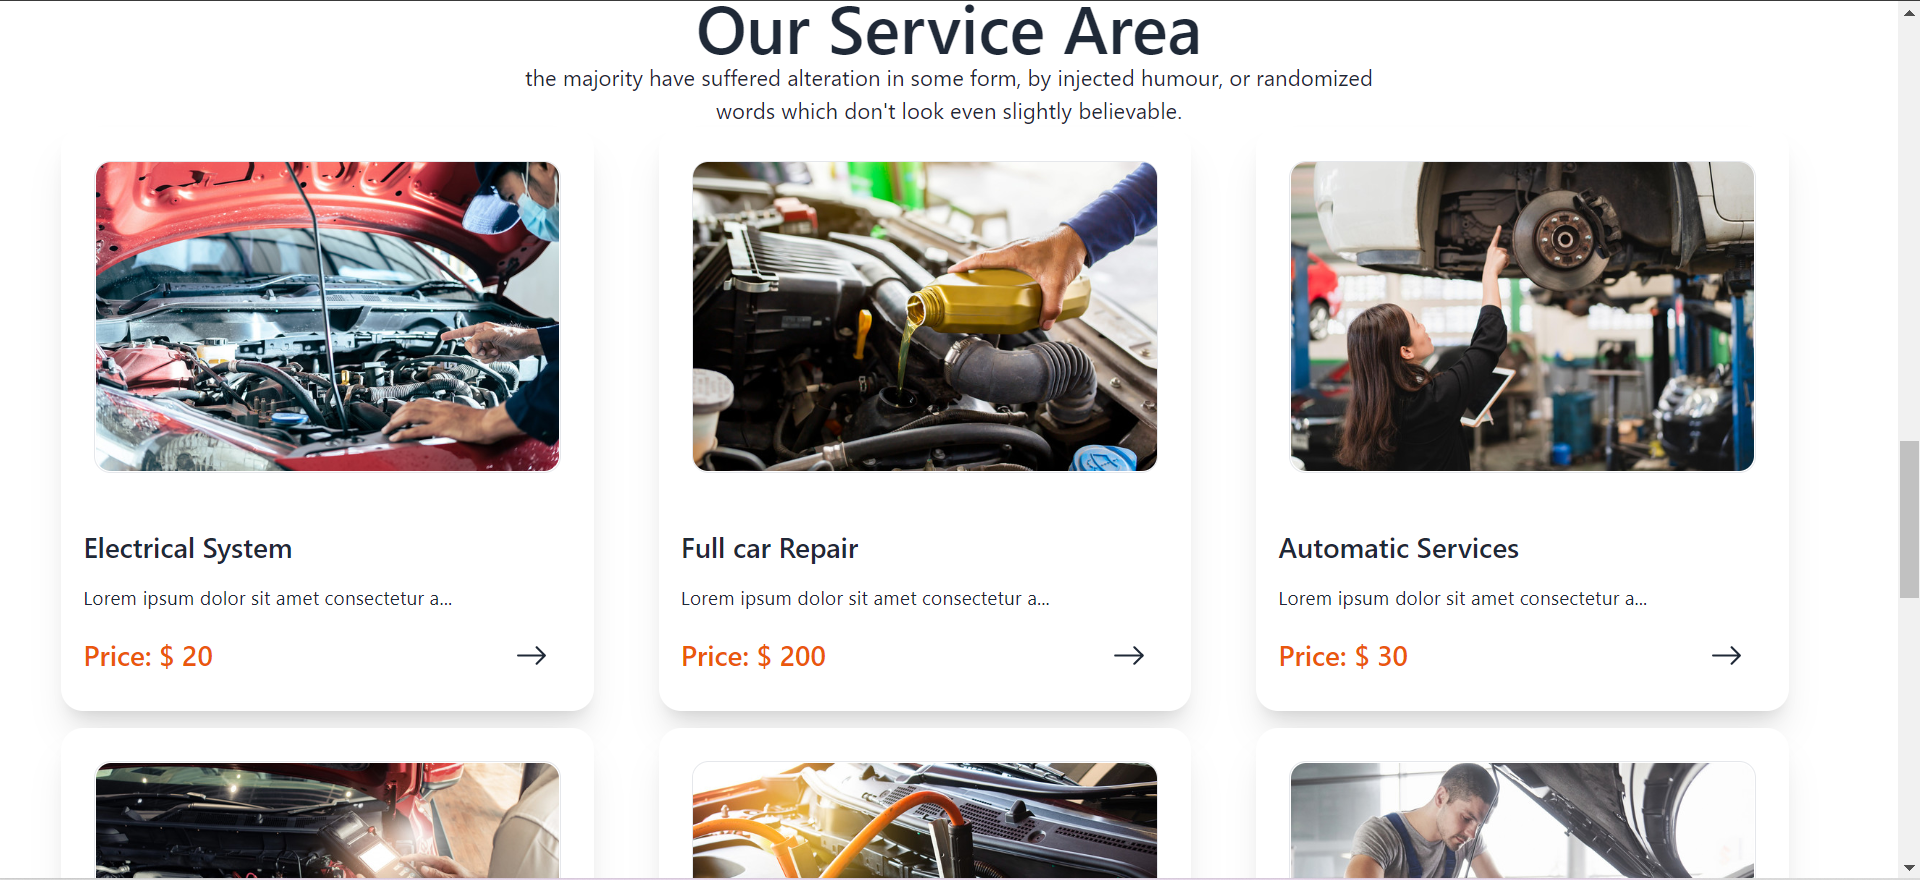 Our Service Area
the majority have suffered alteration in some form, by injected humour, or randomized
words which don't look even slightly believable.
Electrical System
Lorem ipsum dolor sit amet consectetur a...
Price: $ 20
Full car Repair
Lorem ipsum dolor sit amet consectetur a...
Price: $ 200
Automatic Services
Lorem ipsum dolor sit amet consectetur a...
Price: $ 30